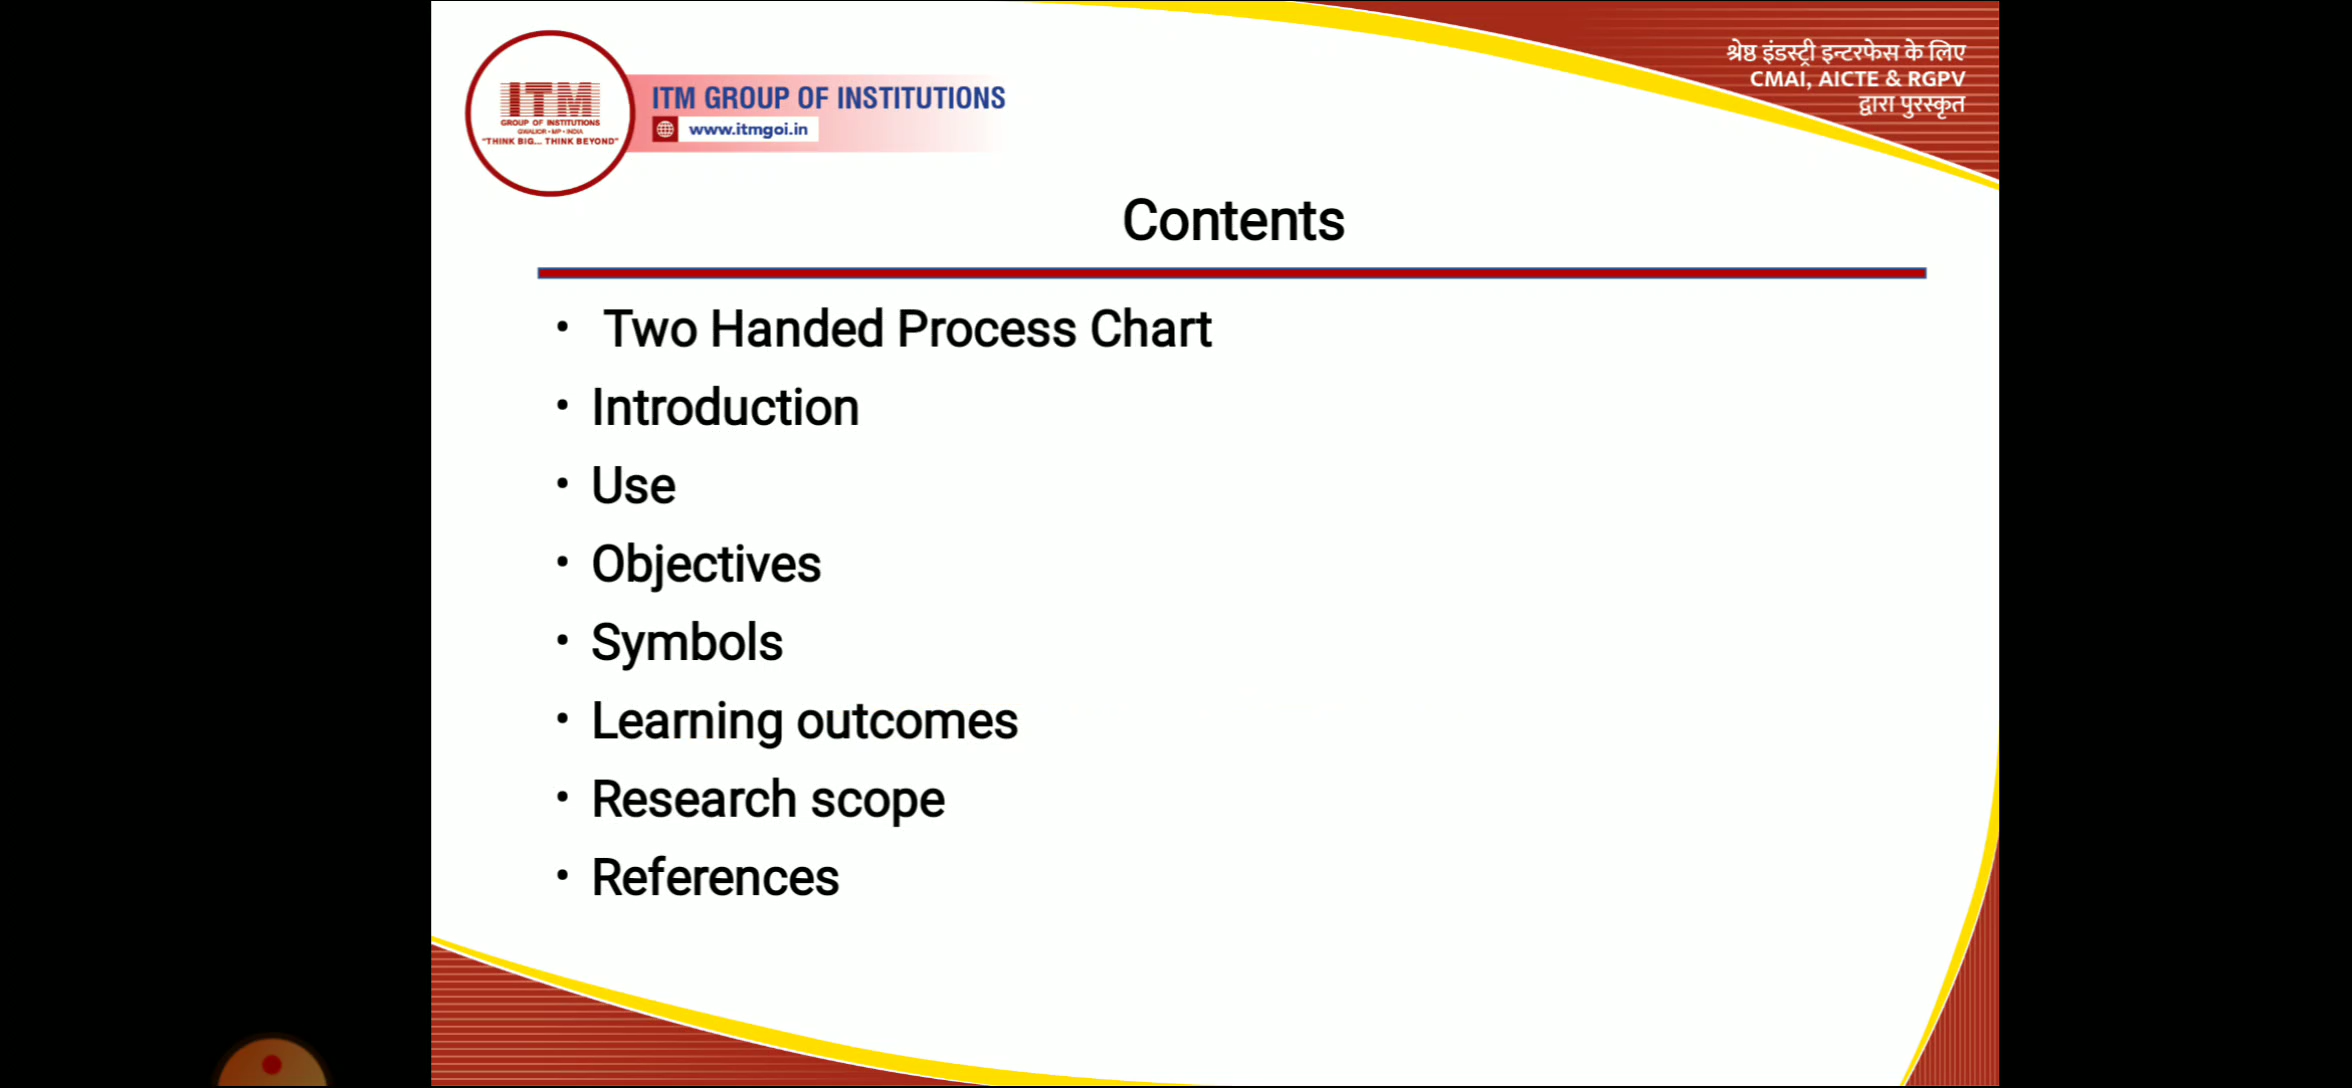 ITM
GROUP OF INSTITUTIONS
GWALIOR • MP • INDIA
"THINK BIG... THINK BEYOND"
ITM GROUP OF INSTITUTIONS
www.itmgoi.in
श्रेष्ठ इंडस्ट्री इन्टरफेस के लिए
CMAI, AICTE & RGPV
द्वारा पुरस्कृत
Contents
• Two Handed Process Chart
• Introduction
• Use
• Objectives
• Symbols
• Learning outcomes
• Research scope
• References